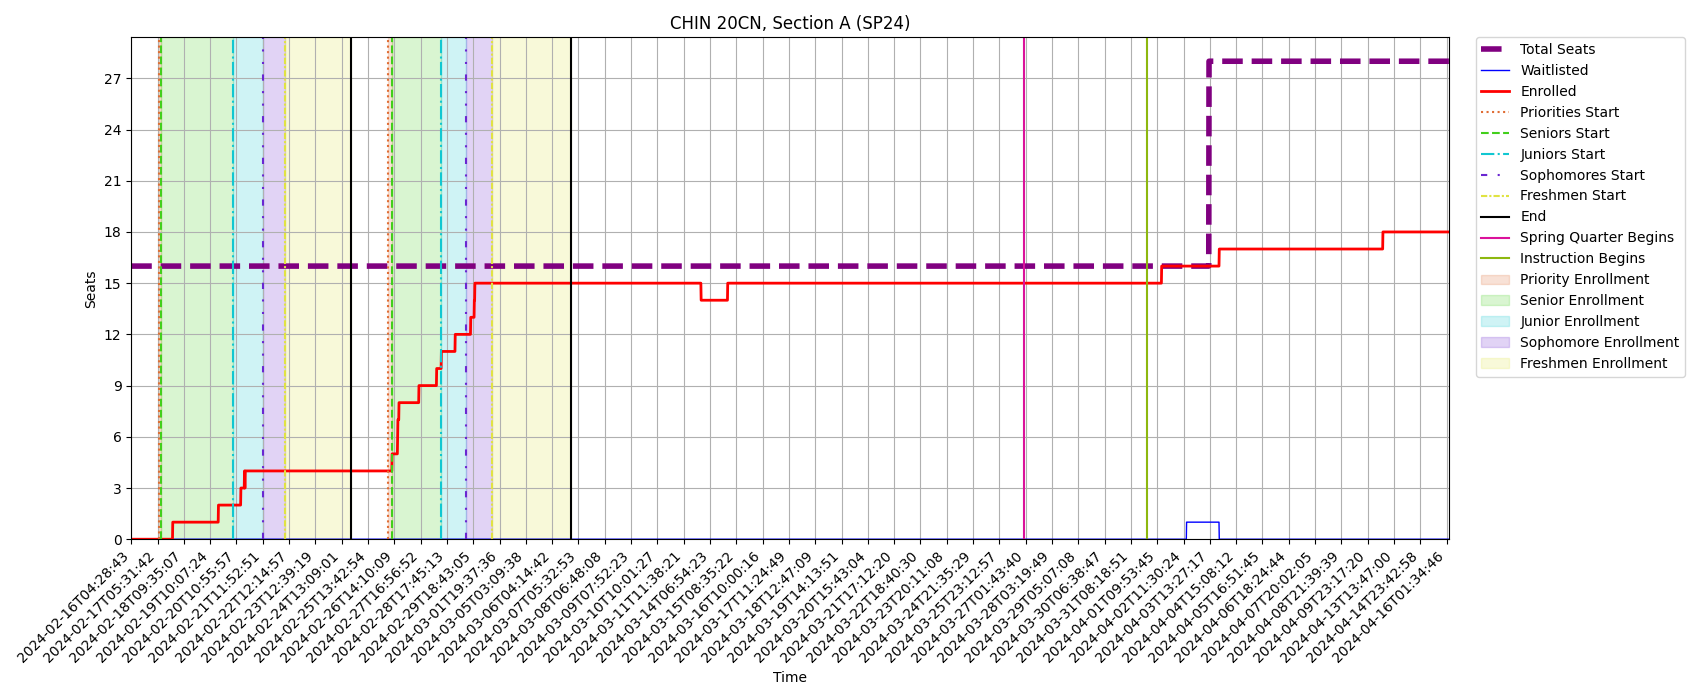 CHIN 20CN, Section A (SP24)
Seats
27
24
21
18
15
12
9
6
3
0
2024-02-16T04:28:43
2024-02-17T05:31:42
2024-02-18T09:35:07
2024-02-19T10:07:24
2024-02-20T10:55:57
2024-02-21T11:52:51
2024-02-22T12:14:57
2024-02-23T12:39:19
2024-02-24T13:09:01
2024-02-25T13:42:54
2024-02-26T14:10:09
2024-02-27T16:56:52
2024-02-28T17:45:13
2024-02-29T18:43:05
2024-03-01T19:37:36
2024-03-05T03:09:38
2024-03-06T04:14:42
2024-03-07T05:32:53
2024-03-08T06:48:08
2024-03-09T07:52:23
2024-03-10T10:01:27
2024-03-11T11:38:21
2024-03-14T06:54:23
2024-03-15T08:35:22
2024-03-16T10:00:16
2024-03-17T11:24:49
2024-03-18T12:47:09
2024-03-19T14:13:51
2024-03-20T15:43:04
2024-03-21T17:12:20
2024-03-22T18:40:30
2024-03-23T20:11:08
2024-03-24T21:35:29
2024-03-25T23:12:57
2024-03-27T01:43:40
2024-03-28T03:19:49
2024-03-29T05:07:08
2024-03-30T06:38:47
2024-03-31T08:18:51
2024-04-01T09:53:45
2024-04-02T11:30:24
2024-04-03T13:27:17
2024-04-04T15:08:12
2024-04-05T16:51:45
2024-04-06T18:24:44
2024-04-07T20:02:05
2024-04-08T21:39:39
2024-04-09T23:17:20
2024-04-13T13:47:00
2024-04-14T23:42:58
2024-04-16T01:34:46
Time
Total Seats
Waitlisted
Enrolled
Priorities Start
Seniors Start
Juniors Start
Sophomores Start
Freshmen Start
End
Spring Quarter Begins
Instruction Begins
Priority Enrollment
Senior Enrollment
Junior Enrollment
Sophomore Enrollment
Freshmen Enrollment